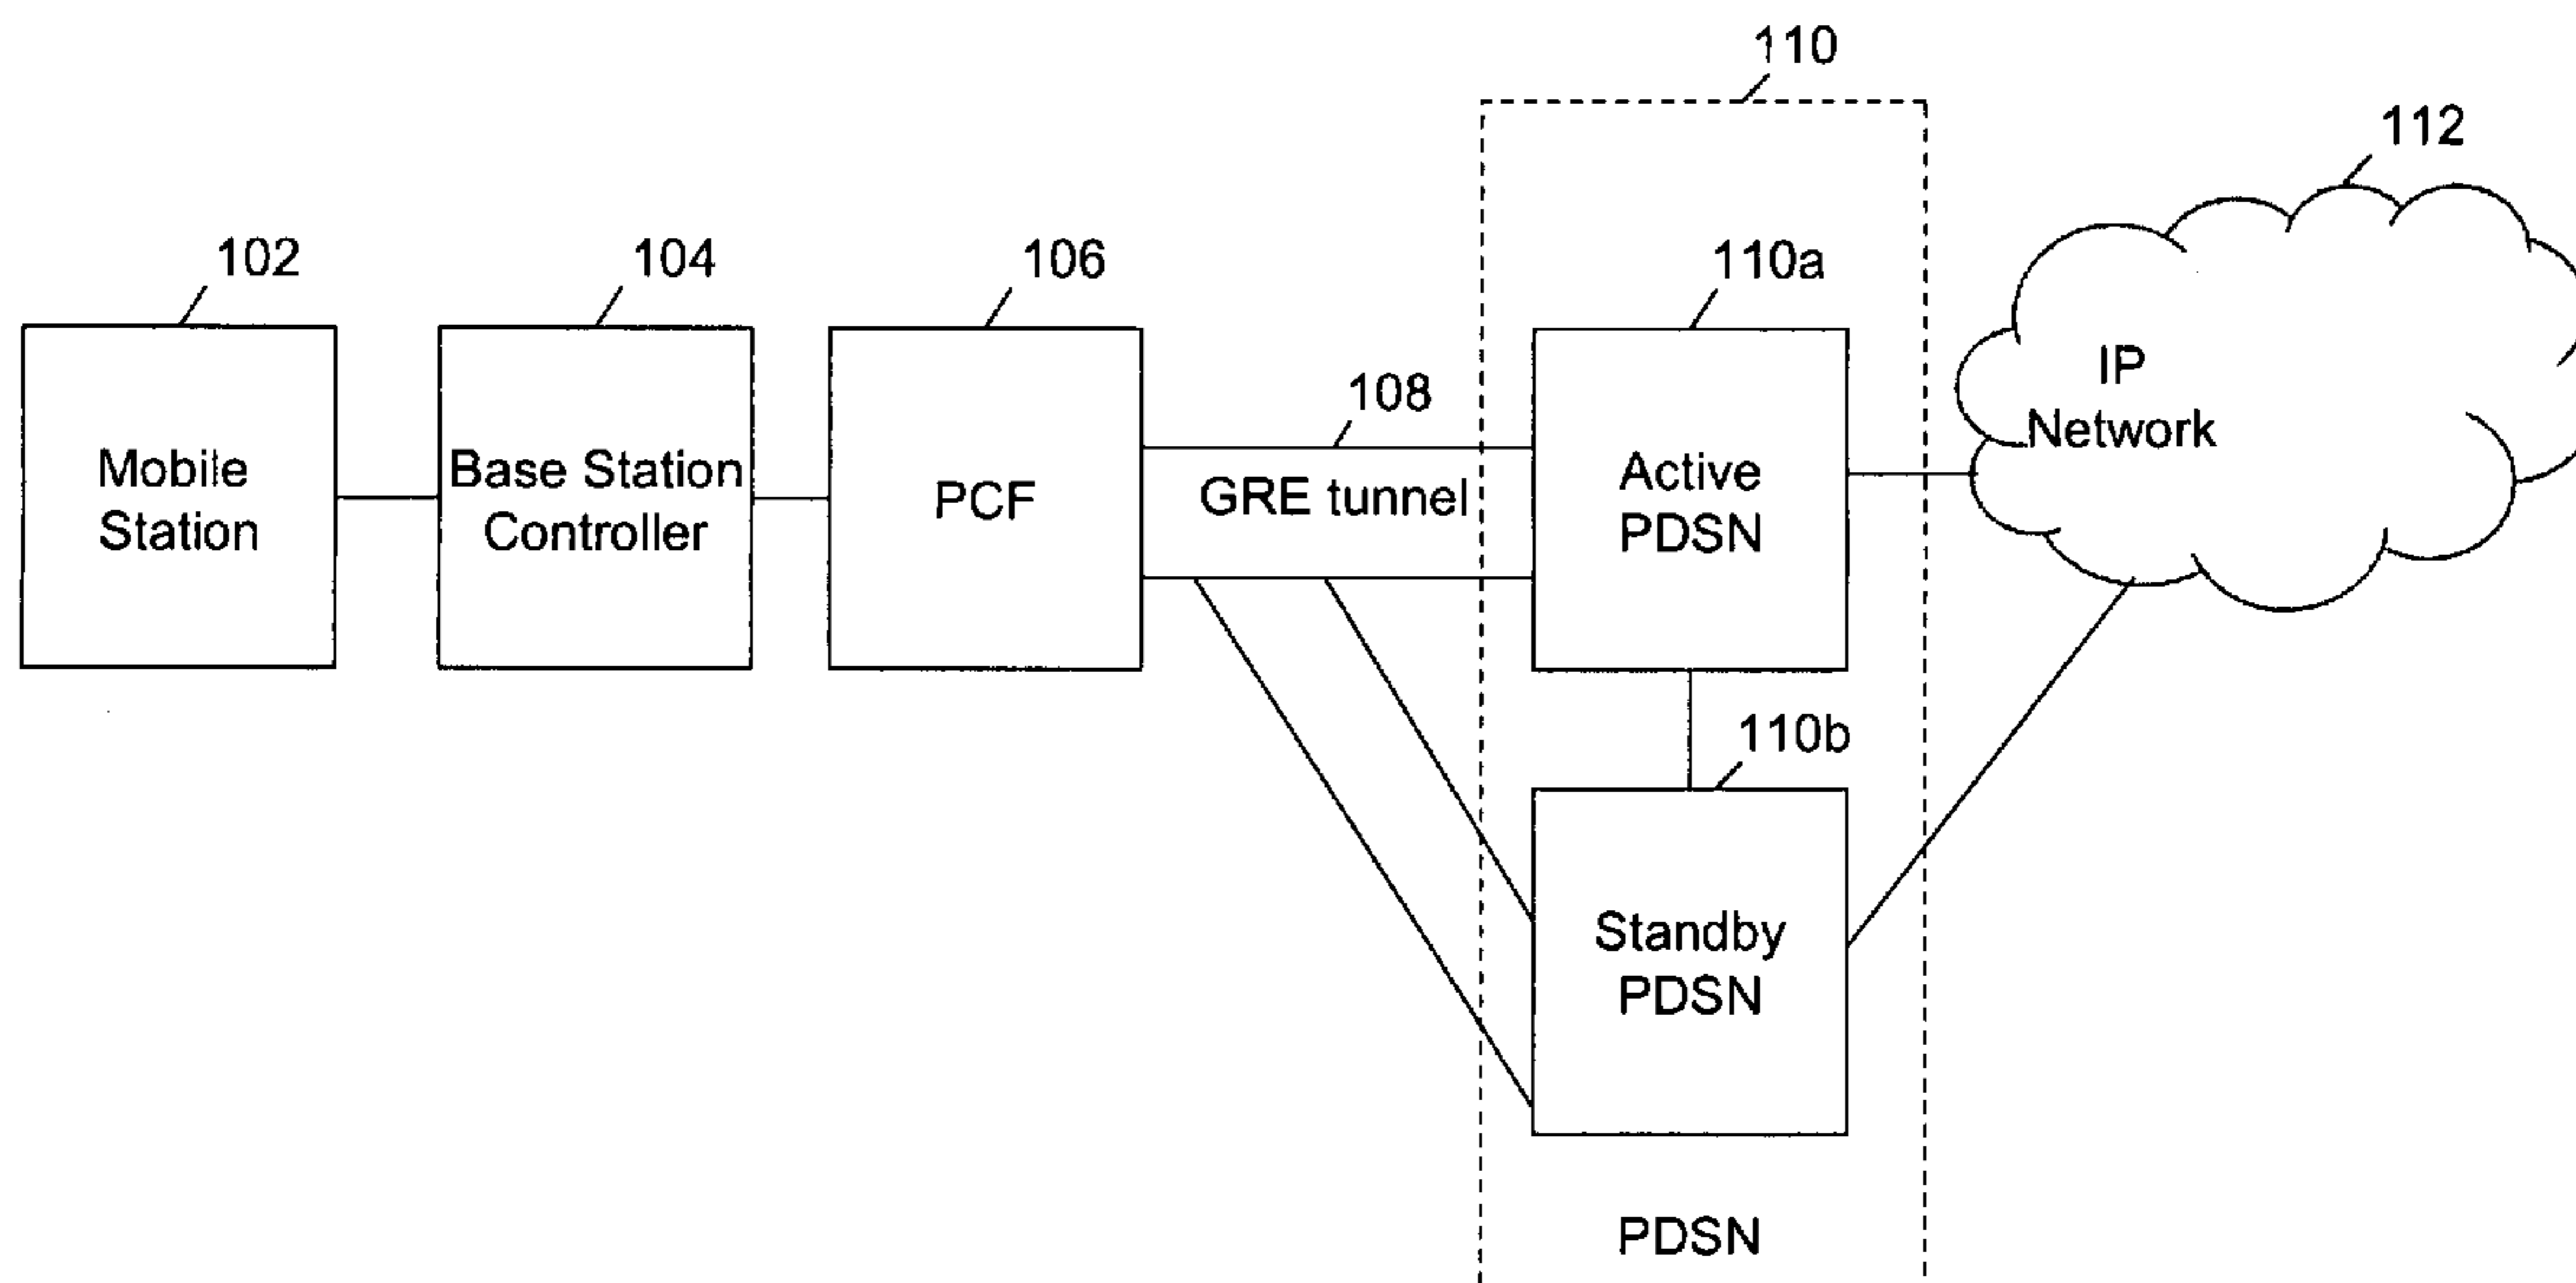 110
112
102
104
106
110a
108
IP
Network
Mobile
Station
Base Station
Controller
PCF
GRE tunnel
Active
PDSN
110b
Standby
PDSN
PDSN